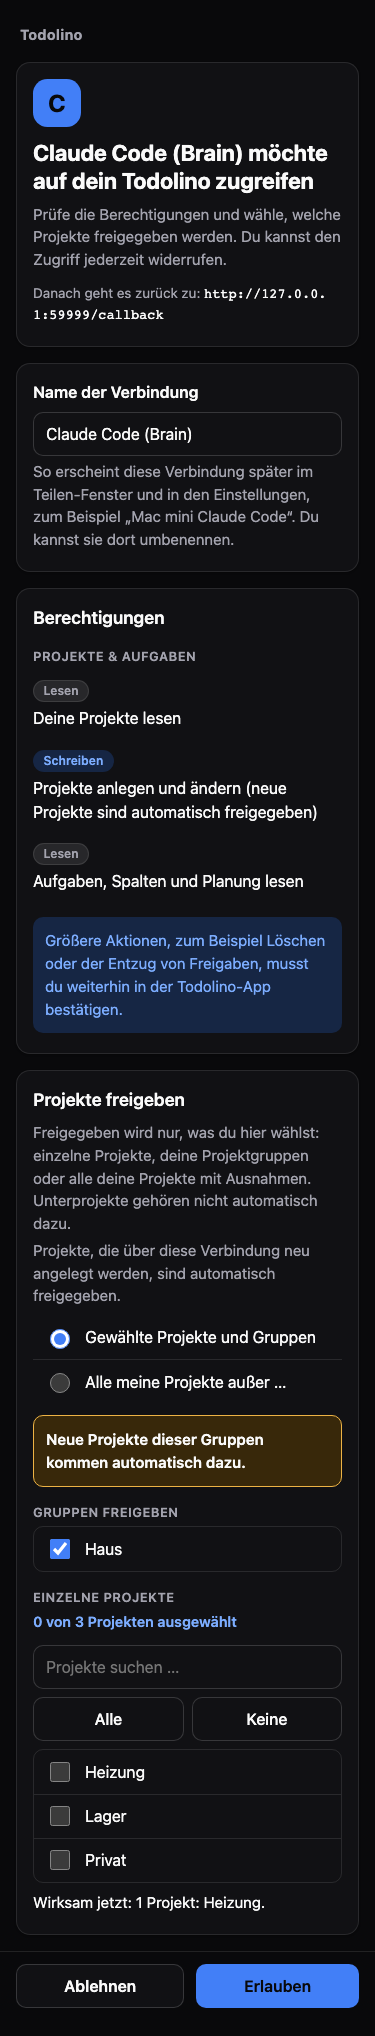 Todolino
C
Claude Code (Brain) möchte
auf dein Todolino zugreifen
Prüfe die Berechtigungen und wähle, welche
Projekte freigegeben werden. Du kannst den
Zugriff jederzeit widerrufen.
Danach geht es zurück zu: http://127.0.0.
1:59999/callback
Name der Verbindung
Claude Code (Brain)
So erscheint diese Verbindung später im
Teilen-Fenster und in den Einstellungen,
zum Beispiel „Mac mini Claude Code“. Du
kannst sie dort umbenennen.
Berechtigungen
PROJEKTE & AUFGABEN
Lesen
Deine Projekte lesen
Schreiben
Projekte anlegen und ändern (neue
Projekte sind automatisch freigegeben)
Lesen
Aufgaben, Spalten und Planung lesen
Größere Aktionen, zum Beispiel Löschen
oder der Entzug von Freigaben, musst
du weiterhin in der Todolino-App
bestätigen.
Projekte freigeben
Freigegeben wird nur, was du hier wählst:
einzelne Projekte, deine Projektgruppen
oder alle deine Projekte mit Ausnahmen.
Unterprojekte gehören nicht automatisch
dazu.
Projekte, die über diese Verbindung neu
angelegt werden, sind automatisch
freigegeben.
Gewählte Projekte und Gruppen
Alle meine Projekte außer ...
Neue Projekte dieser Gruppen
kommen automatisch dazu.
GRUPPEN FREIGEBEN
Haus
EINZELNE PROJEKTE
0 von 3 Projekten ausgewählt
Projekte suchen ...
Alle
Keine
Heizung
Lager
Privat
Wirksam jetzt: 1 Projekt: Heizung.
Ablehnen
Erlauben